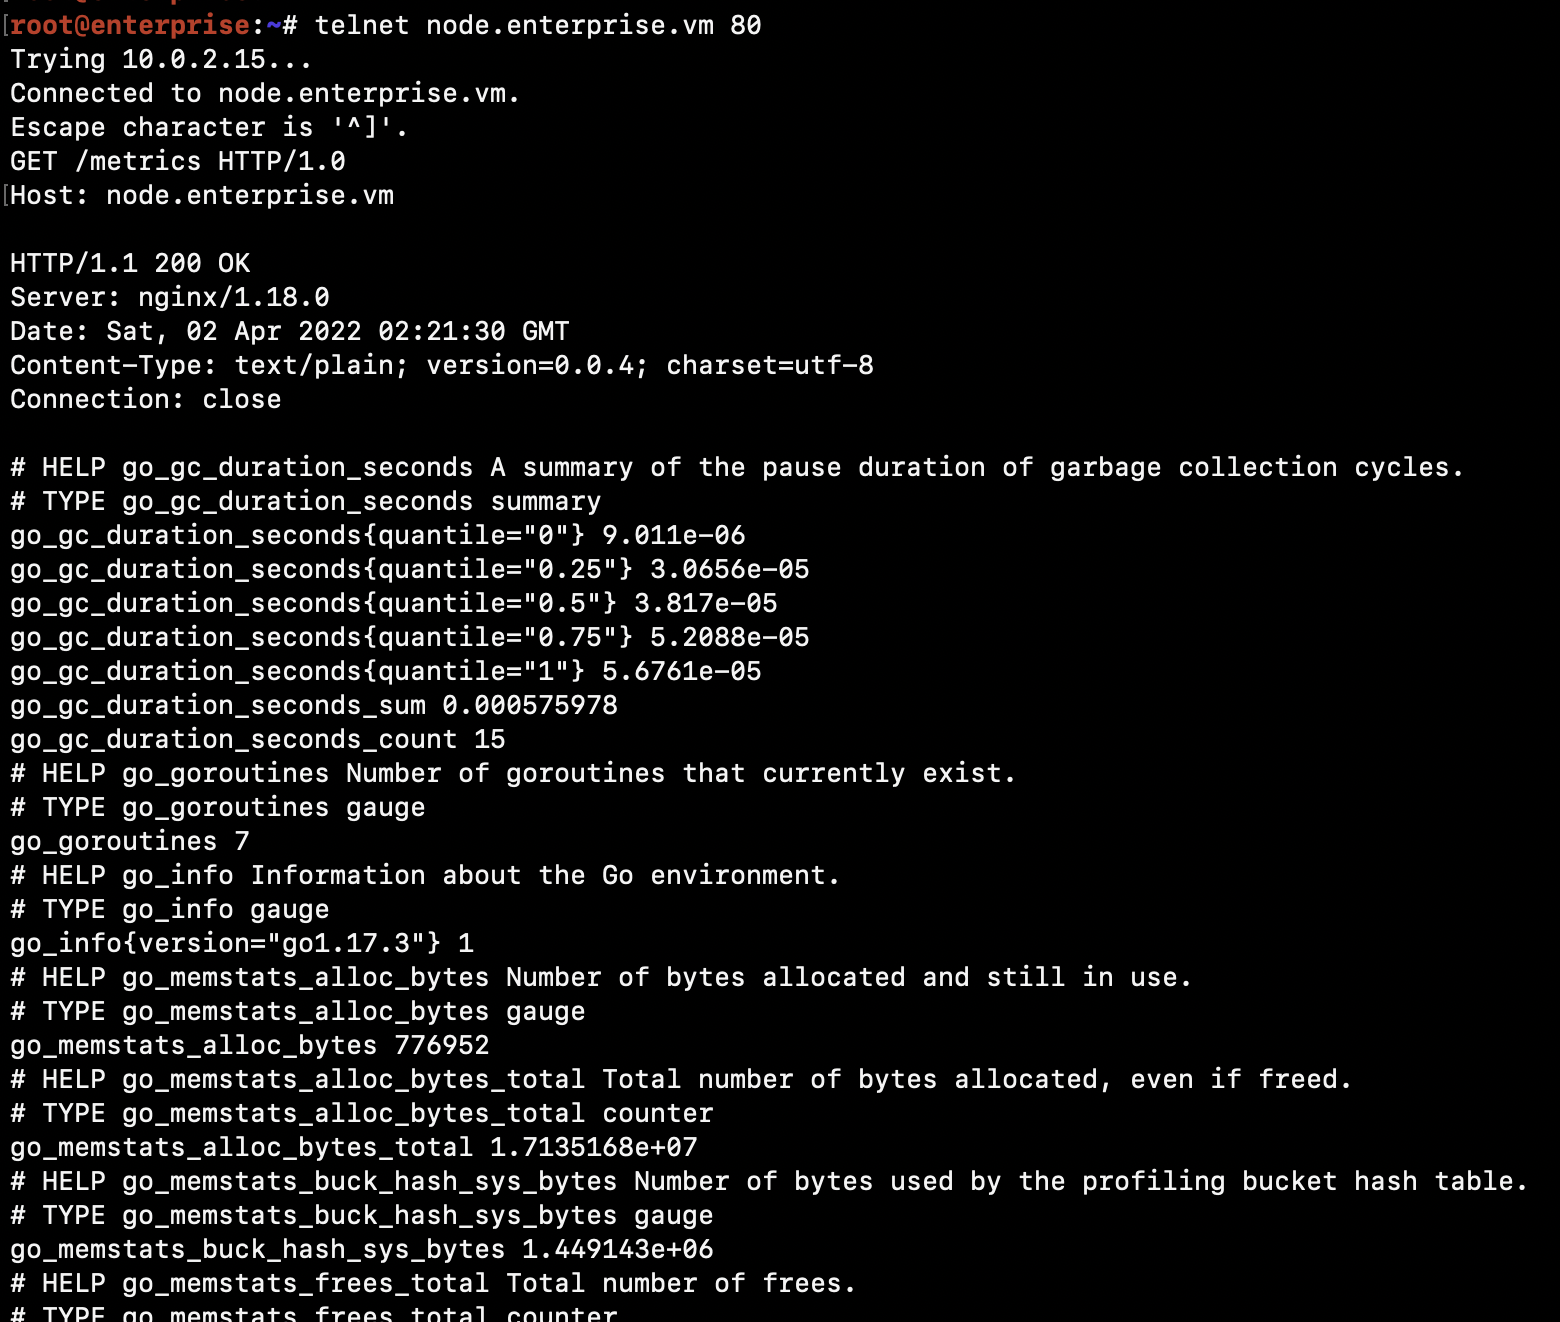 root@enterprise:~# telnet node.enterprise.vm 80
Trying 10.0.2.15...
Connected to node.enterprise.vm.
Escape character is '^]'.
GET /metrics HTTP/1.0
Host: node.enterprise.vm
HTTP/1.1 200 OK
Server: nginx/1.18.0
Date: Sat, 02 Apr 2022 02:21:30 GMT
Content-Type: text/plain; version=0.0.4; charset=utf-8
Connection: close
# HELP go_gc_duration_seconds A summary of the pause duration of garbage collection cycles.
# TYPE go_gc_duration_seconds summary
go_gc_duration_seconds{quantile="0"} 9.011e-06
go_gc_duration_seconds{quantile="0.25"} 3.0656e-05
go_gc_duration_seconds{quantile="0.5"} 3.817e-05
go_gc_duration_seconds{quantile="0.75"} 5.2088e-05
go_gc_duration_seconds{quantile="1"} 5.6761e-05
go_gc_duration_seconds_sum 0.000575978
go_gc_duration_seconds_count 15
# HELP go_goroutines Number of goroutines that currently exist.
# TYPE go_goroutines gauge
go_goroutines 7
# HELP go_info Information about the Go environment.
# TYPE go_info gauge
go_info{version="go1.17.3"} 1
# HELP go_memstats_alloc_bytes Number of bytes allocated and still in use.
# TYPE go_memstats_alloc_bytes gauge
go_memstats_alloc_bytes 776952
# HELP go_memstats_alloc_bytes_total Total number of bytes allocated, even if freed.
# TYPE go_memstats_alloc_bytes_total counter
go_memstats_alloc_bytes_total 1.7135168e+07
# HELP go_memstats_buck_hash_sys_bytes Number of bytes used by the profiling bucket hash table.
# TYPE go_memstats_buck_hash_sys_bytes gauge
go_memstats_buck_hash_sys_bytes 1.449143e+06
# HELP go_memstats_frees_total Total number of frees.
# TYPE go_memstats_frees_total counter